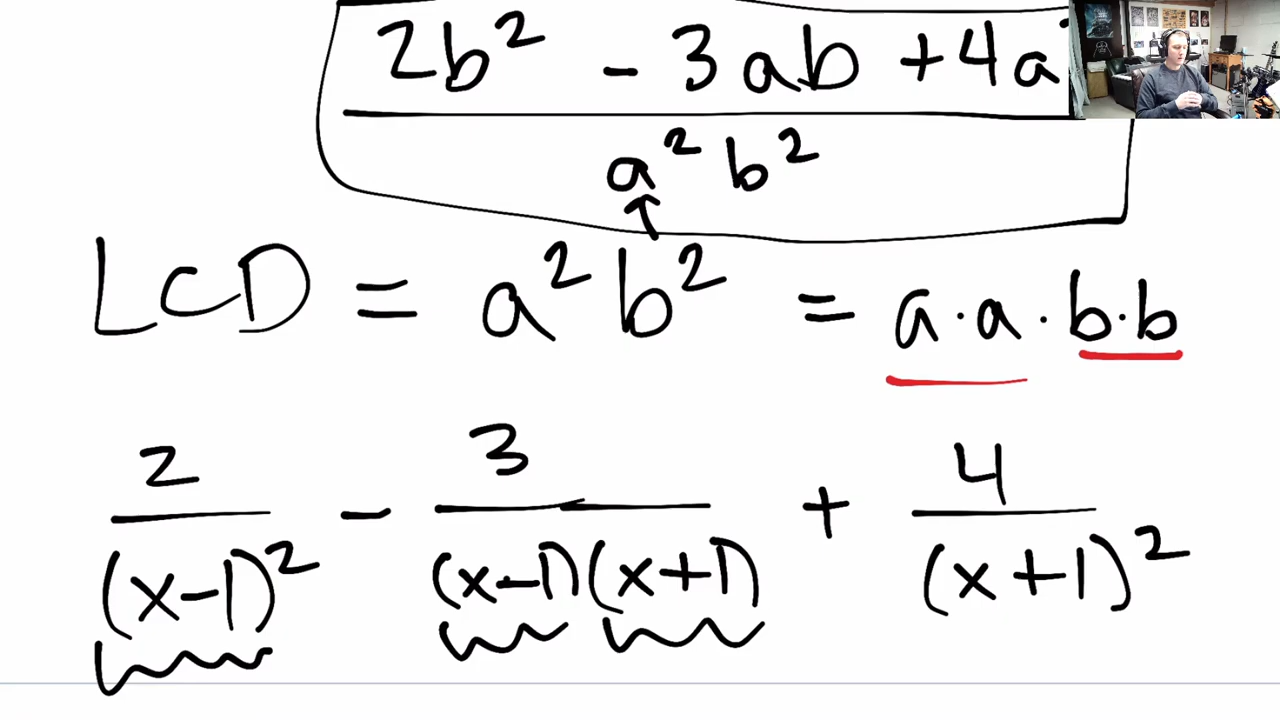 2b² - 3ab + 4a
a²b²
LCD = a²b² = a·a·b·b
2 - 3 + 4
(x-1)² (x-1)(x+1) (x+1)²